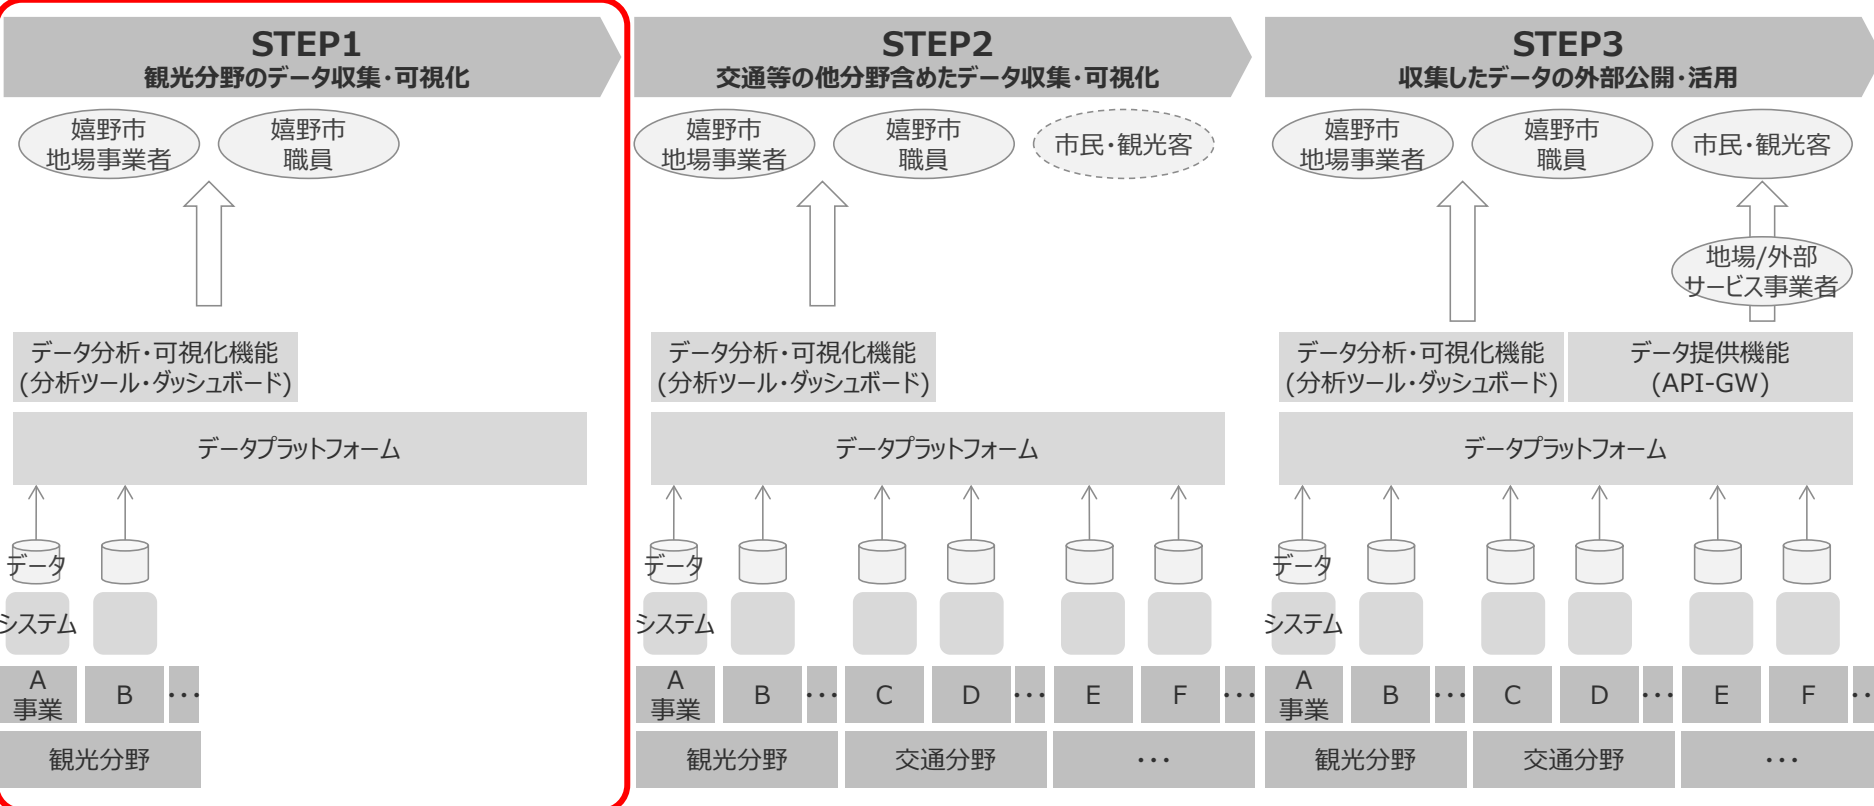 STEP1
観光分野のデータ収集・可視化
嬉野市
地場事業者
嬉野市
職員
データ分析・可視化機能
(分析ツール・ダッシュボード)
データプラットフォーム
データ
システム
A
事業
B
・・・
観光分野
STEP2
交通等の他分野含めたデータ収集・可視化
嬉野市
地場事業者
嬉野市
職員
市民・観光客
データ分析・可視化機能
(分析ツール・ダッシュボード)
データプラットフォーム
データ
システム
A
事業
B
・・・
C
D
・・・
E
F
・・・
観光分野
交通分野
・・・
STEP3
収集したデータの外部公開・活用
嬉野市
地場事業者
嬉野市
職員
市民・観光客
地場/外部
サービス事業者
データ分析・可視化機能
(分析ツール・ダッシュボード)
データ提供機能
(API-GW)
データプラットフォーム
データ
システム
A
事業
B
・・・
C
D
・・・
E
F
・・・
観光分野
交通分野
・・・